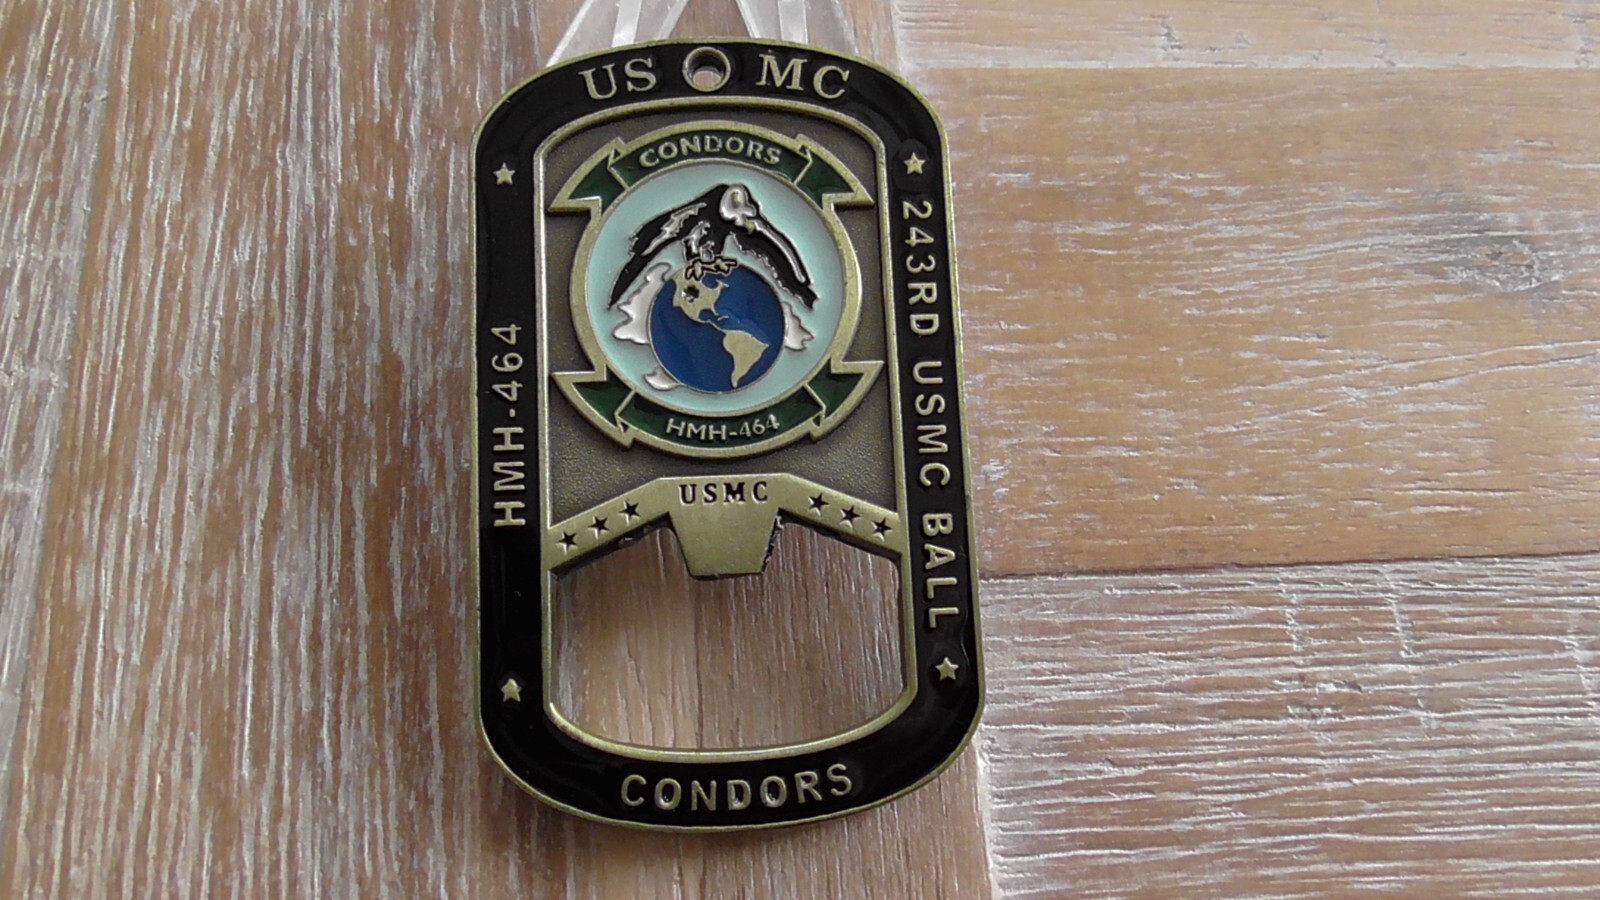 US MC
CONDORS
HMH-464
USMC
HMH-464
243RD USMC BALL
CONDORS